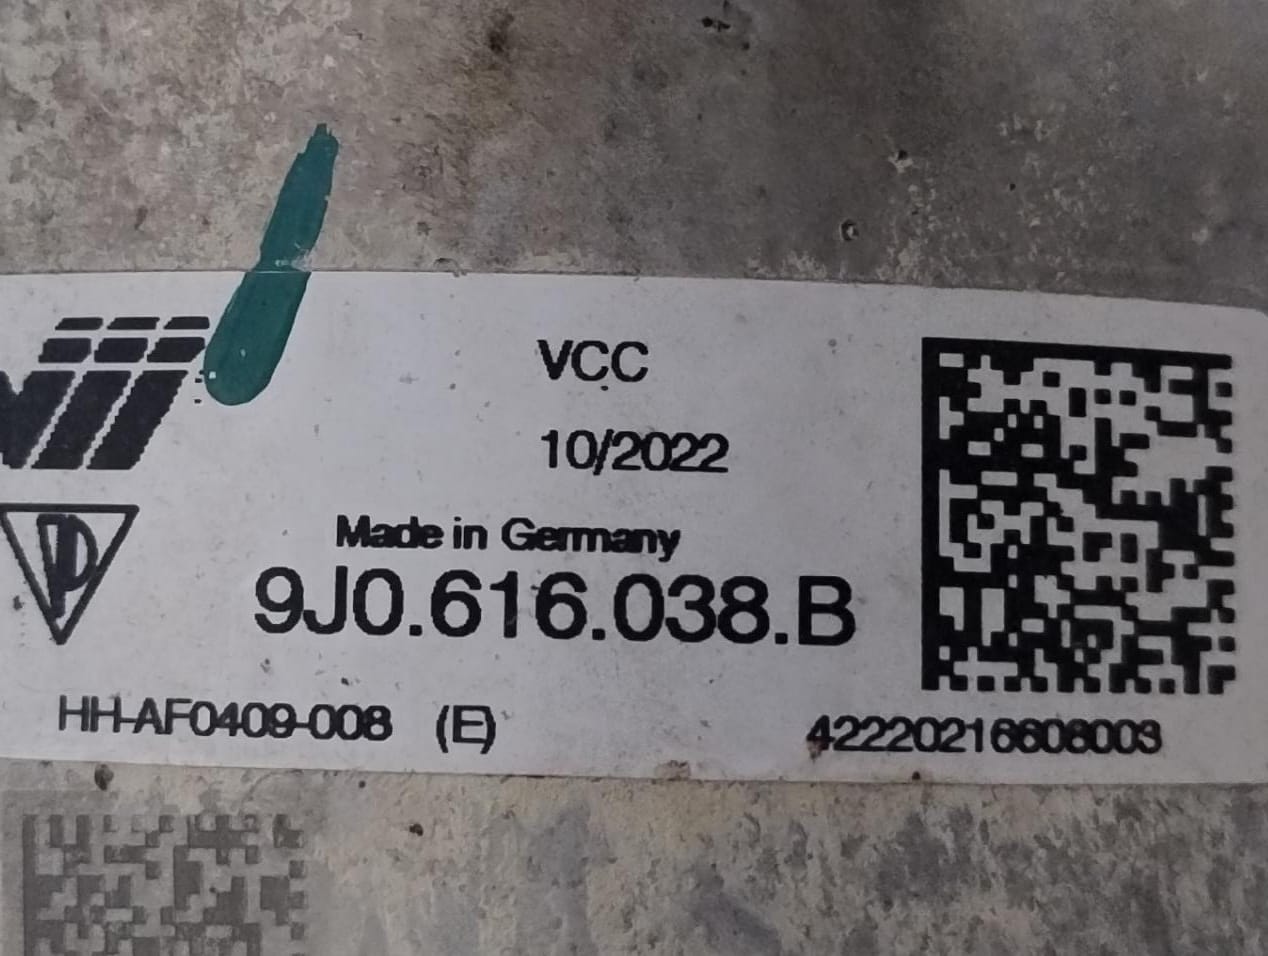 VCC
10/2022
Made in Germany
9J0.616.038.B
HH-AF0409-008 (E)
42220216608003